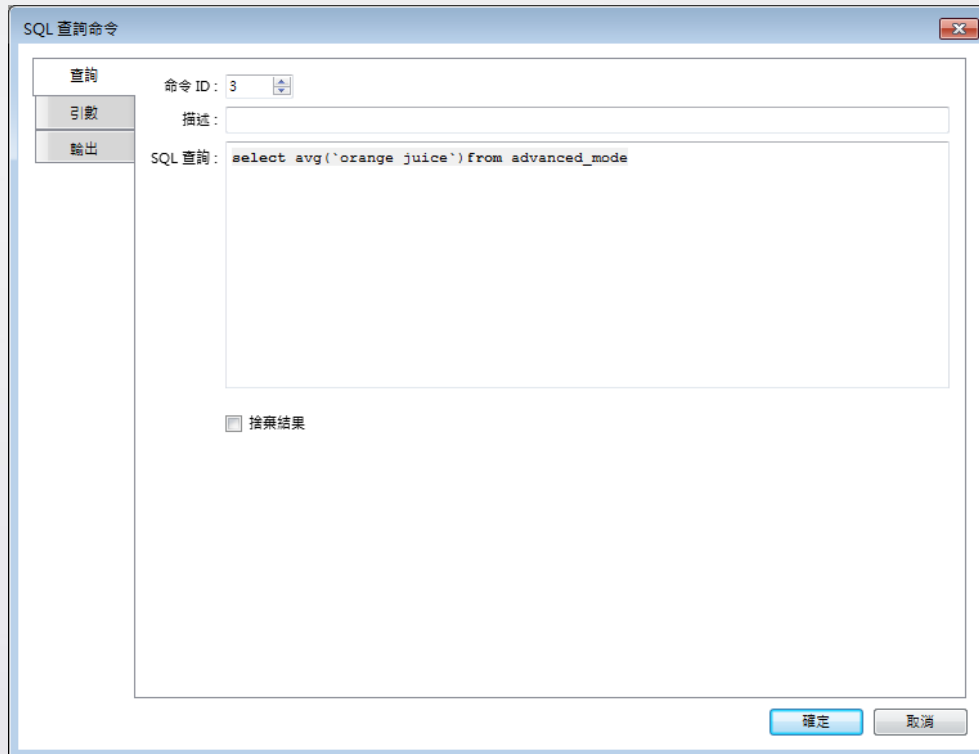 SQL 查詢命令
查詢
命令 ID : 3
引數
描述 :
輸出
SQL 查詢 : select avg(`orange juice`)from advanced_mode
捨棄結果
確定 取消